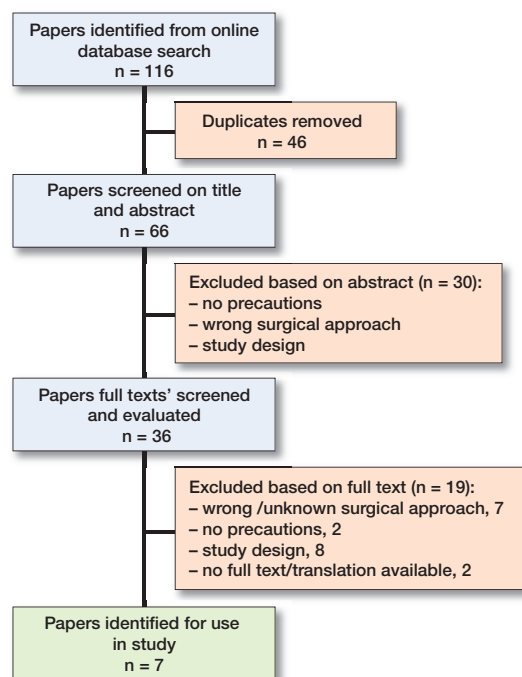 Papers identified from online
database search
n = 116
Duplicates removed
n = 46
Papers screened on title
and abstract
n = 66
Excluded based on abstract (n = 30):
– no precautions
– wrong surgical approach
– study design
Papers full texts’ screened
and evaluated
n = 36
Excluded based on full text (n = 19):
– wrong /unknown surgical approach, 7
– no precautions, 2
– study design, 8
– no full text/translation available, 2
Papers identified for use
in study
n = 7